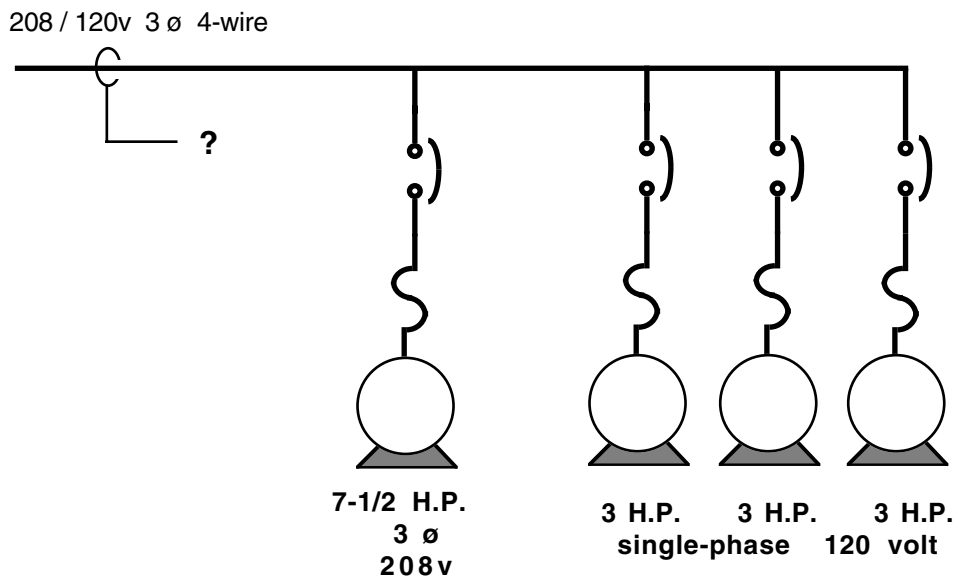 208 / 120v 3 ø 4-wire
?
7-1/2 H.P.
3 ø
208v
3 H.P. 3 H.P. 3 H.P.
single-phase 120 volt